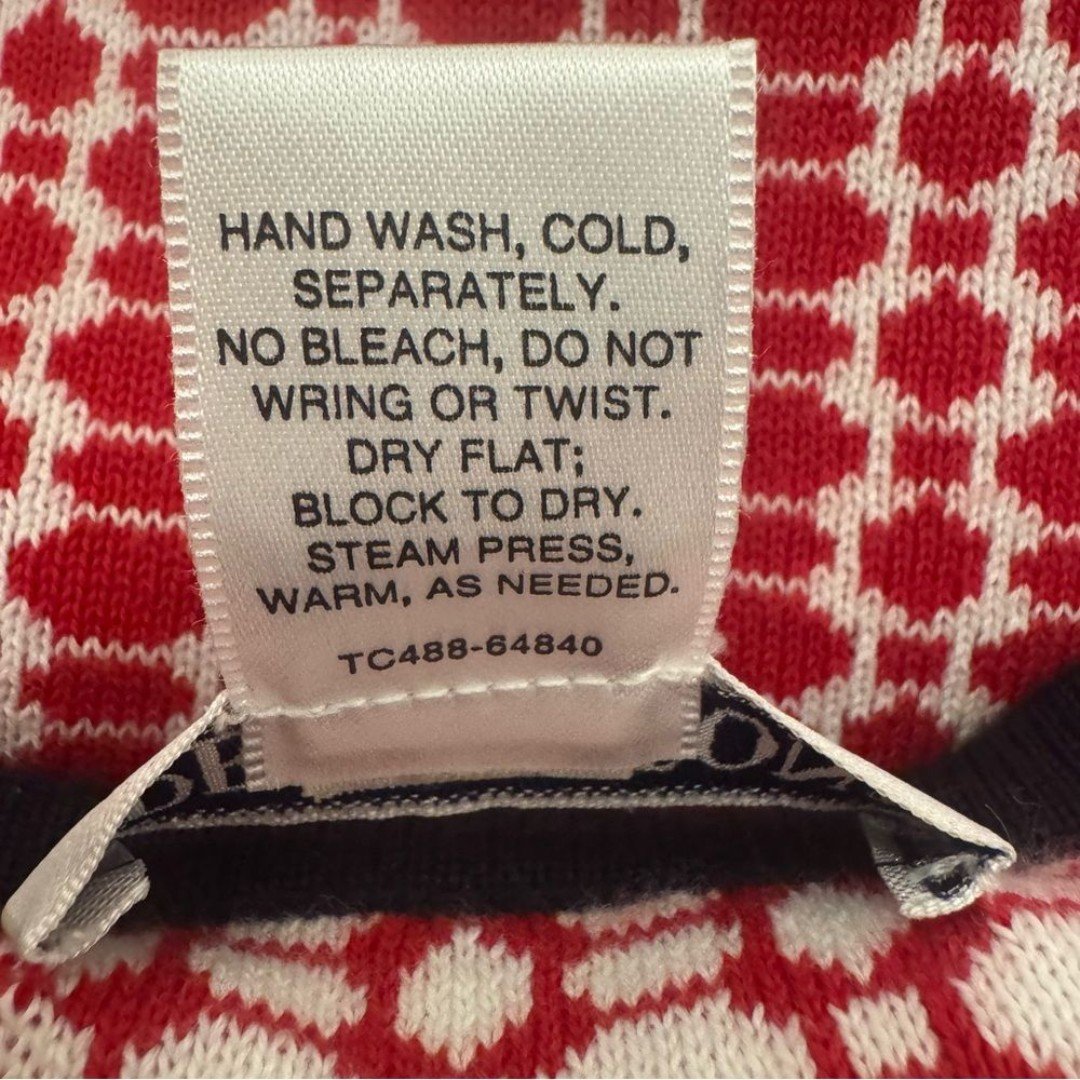 HAND WASH, COLD,
SEPARATELY.
NO BLEACH, DO NOT
WRING OR TWIST.
DRY FLAT;
BLOCK TO DRY.
STEAM PRESS,
WARM, AS NEEDED.
TC488-64840